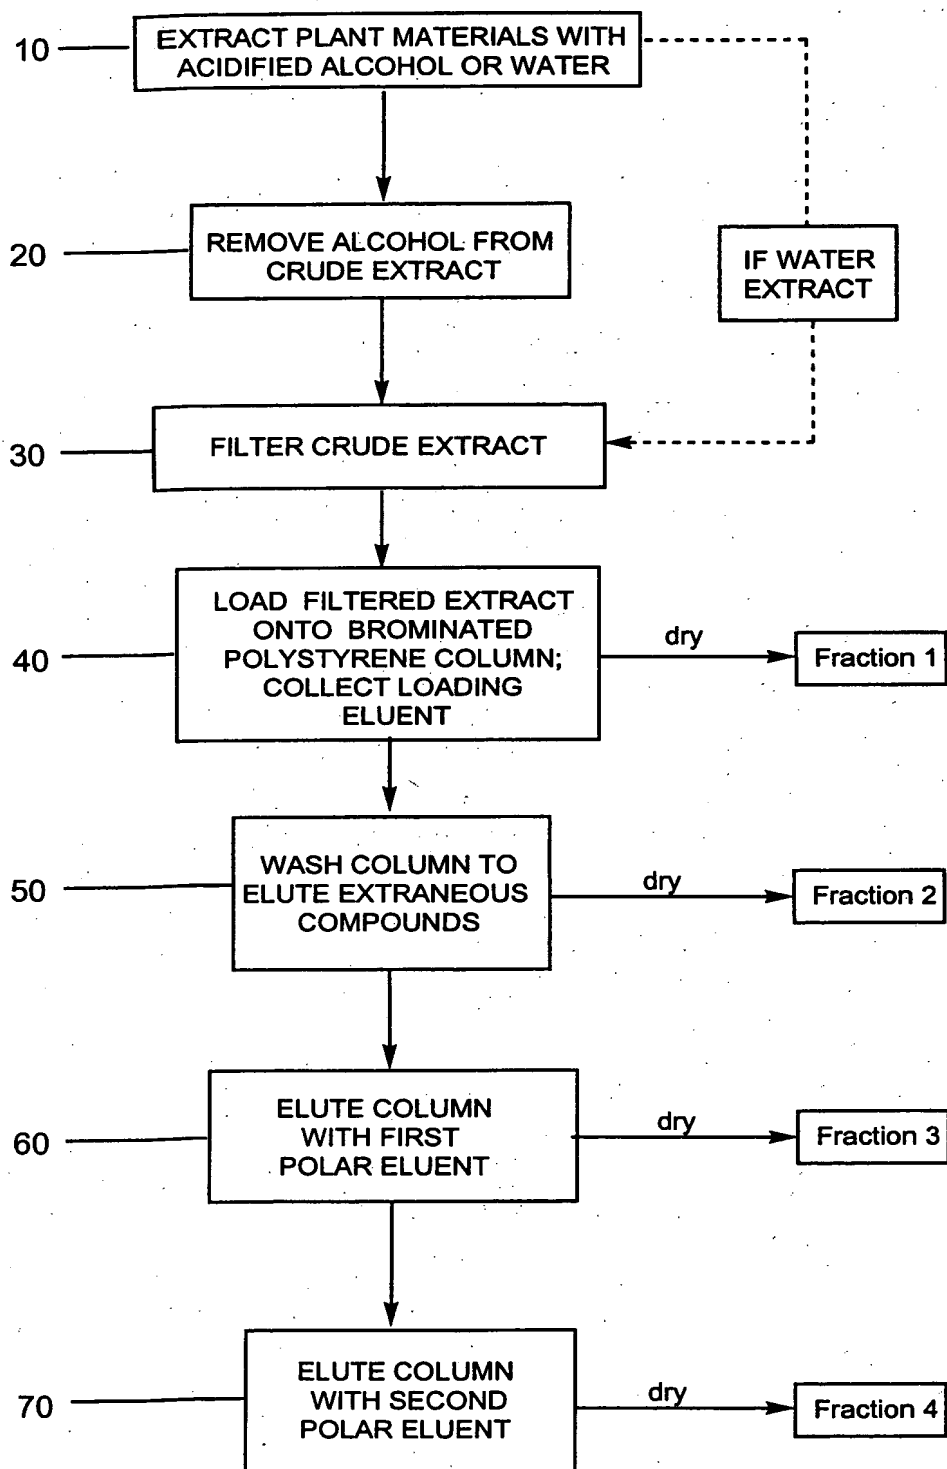 10
EXTRACT PLANT MATERIALS WITH
ACIDIFIED ALCOHOL OR WATER
20
REMOVE ALCOHOL FROM
CRUDE EXTRACT
IF WATER
EXTRACT
30
FILTER CRUDE EXTRACT
40
LOAD FILTERED EXTRACT
ONTO BROMINATED
POLYSTYRENE COLUMN;
COLLECT LOADING
ELUENT
dry
Fraction 1
50
WASH COLUMN TO
ELUTE EXTRANEOUS
COMPOUNDS
dry
Fraction 2
60
ELUTE COLUMN
WITH FIRST
POLAR ELUENT
dry
Fraction 3
70
ELUTE COLUMN
WITH SECOND
POLAR ELUENT
dry
Fraction 4